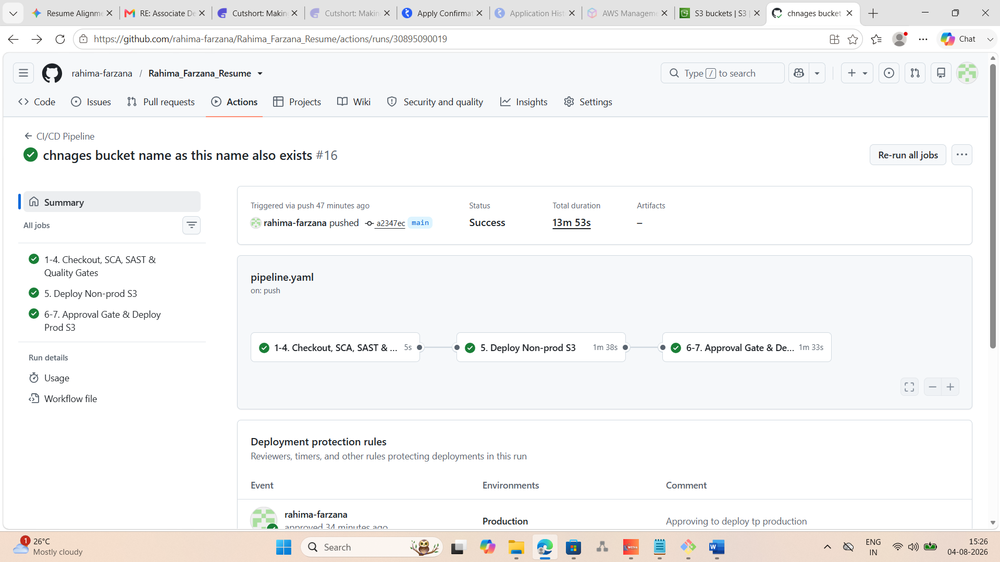 Resume Alignme
RE: Associate De
Cutshort: Making
Cutshort: Making
Apply Confirmat
Application Hist
AWS Manageme
S3 buckets | S3 |
chnages bucket
https://github.com/rahima-farzana/Rahima_Farzana_Resume/actions/runs/30895090019
Chat
rahima-farzana / Rahima_Farzana_Resume
Type / to search
Code
Issues
Pull requests
Actions
Projects
Wiki
Security and quality
Insights
Settings
CI/CD Pipeline
chnages bucket name as this name also exists #16
Re-run all jobs
Summary
All jobs
1-4. Checkout, SCA, SAST &
Quality Gates
5. Deploy Non-prod S3
6-7. Approval Gate & Deploy
Prod S3
Run details
Usage
Workflow file
Triggered via push 47 minutes ago
rahima-farzana pushed a2347ec main
Status
Success
Total duration
13m 53s
Artifacts
–
pipeline.yaml
on: push
1-4. Checkout, SCA, SAST & ... 5s
5. Deploy Non-prod S3 1m 38s
6-7. Approval Gate & De... 1m 33s
Deployment protection rules
Reviewers, timers, and other rules protecting deployments in this run
Event Environments Comment
rahima-farzana
approved 34 minutes ago
Production
Approving to deploy tp production
1
26°C
Mostly cloudy
Search
ENG
IN
15:26
04-08-2026